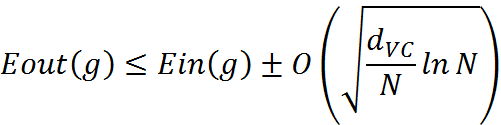 Eout(g) ≤ Ein(g) ± O(√(d_VC/N ln N))